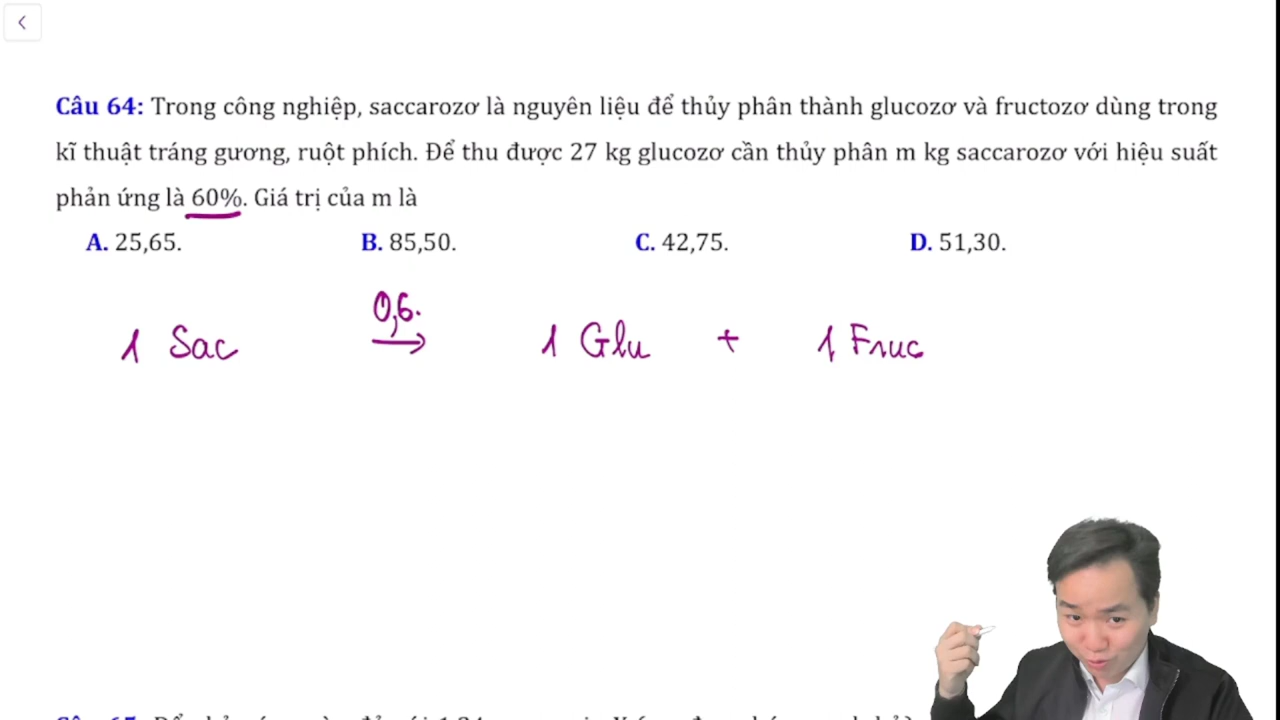 Câu 64: Trong công nghiệp, saccarozơ là nguyên liệu để thủy phân thành glucozơ và fructozơ dùng trong
kĩ thuật tráng gương, ruột phích. Để thu được 27 kg glucozơ cần thủy phân m kg saccarozơ với hiệu suất
phản ứng là 60%. Giá trị của m là
A. 25,65. B. 85,50. C. 42,75. D. 51,30.
0,6.
1 Sac → 1 Glu + 1 Fruc